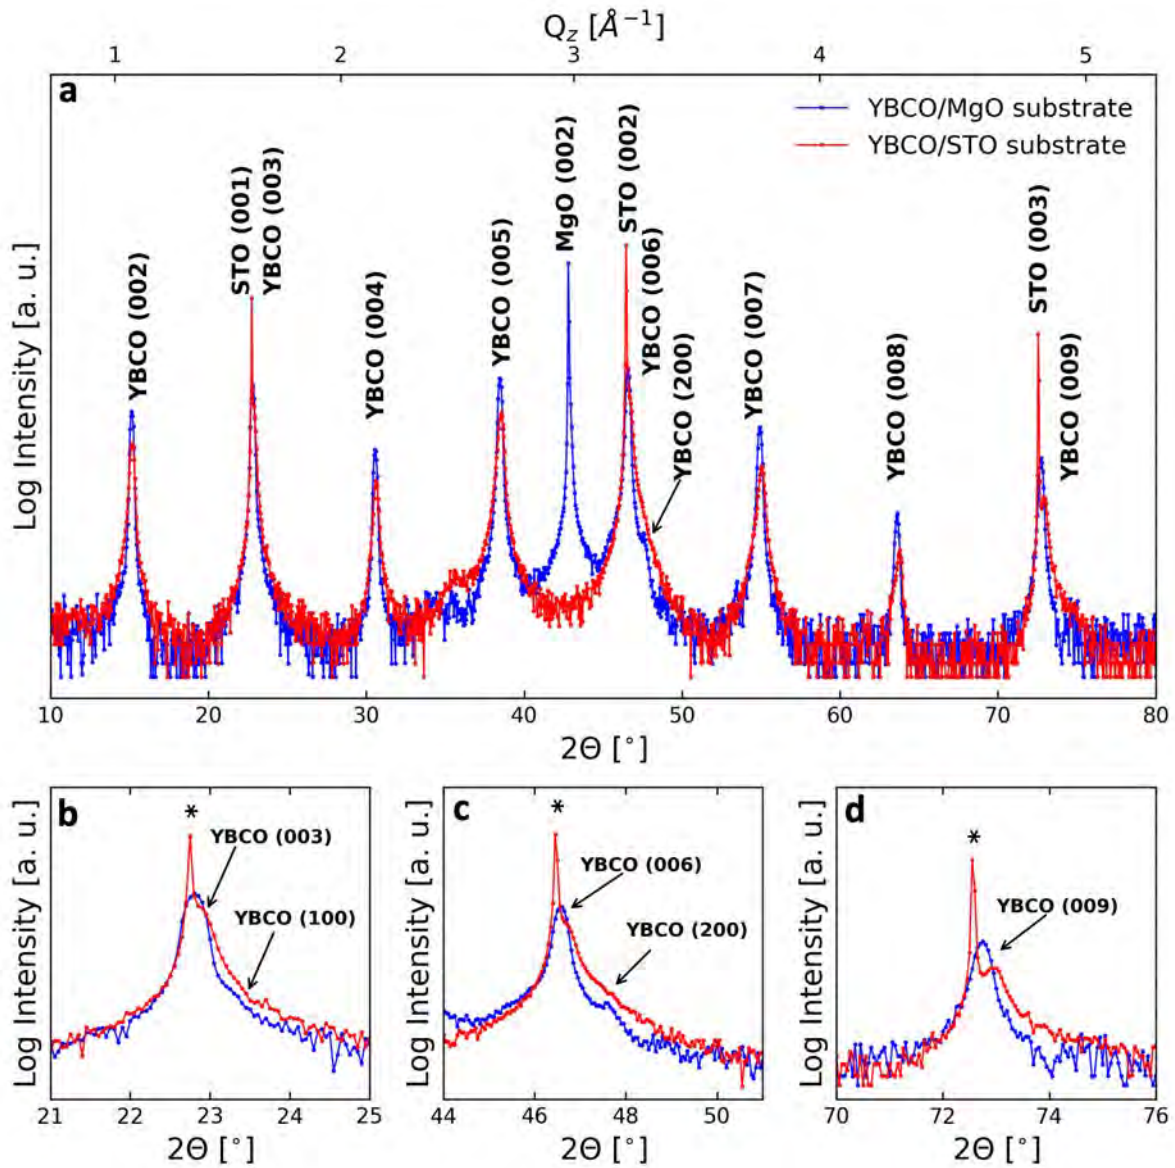 Q_z [Å⁻¹]
1 2 3 4 5
a
YBCO/MgO substrate
YBCO/STO substrate
YBCO (002)
STO (001)
YBCO (003)
YBCO (004)
YBCO (005)
MgO (002)
STO (002)
YBCO (006)
YBCO (200)
YBCO (007)
YBCO (008)
STO (003)
YBCO (009)
Log Intensity [a. u.]
10 20 30 40 50 60 70 80
2Θ [°]
b
*
YBCO (003)
YBCO (100)
Log Intensity [a. u.]
21 22 23 24 25
2Θ [°]
c
*
YBCO (006)
YBCO (200)
Log Intensity [a. u.]
44 46 48 50
2Θ [°]
d
*
YBCO (009)
Log Intensity [a. u.]
70 72 74 76
2Θ [°]